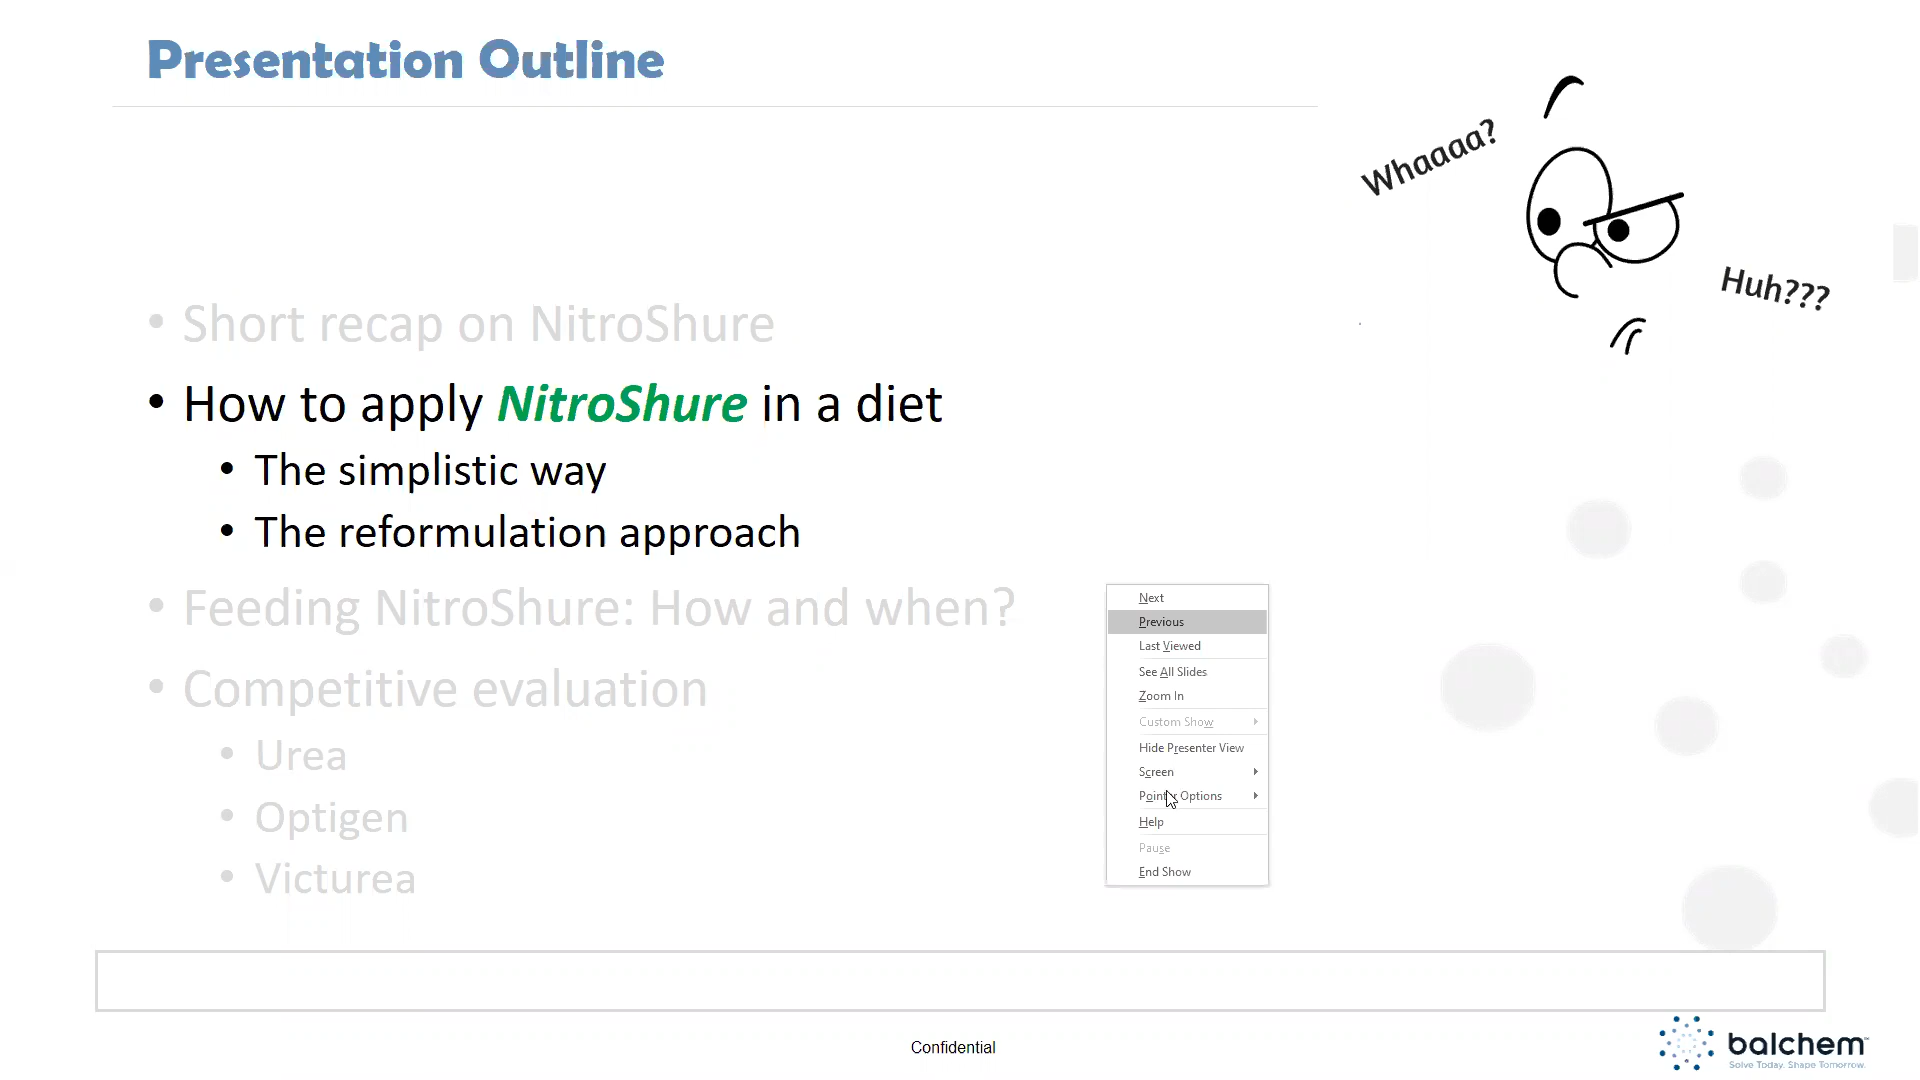 Presentation Outline
Whaaaa?
Huh???
• Short recap on NitroShure
• How to apply NitroShure in a diet
• The simplistic way
• The reformulation approach
• Feeding NitroShure: How and when?
• Competitive evaluation
• Urea
• Optigen
• Victurea
Next
Previous
Last Viewed
See All Slides
Zoom In
Custom Show
Hide Presenter View
Screen
Pointer Options
Help
Pause
End Show
Confidential
balchem™
Solve Today. Shape Tomorrow.